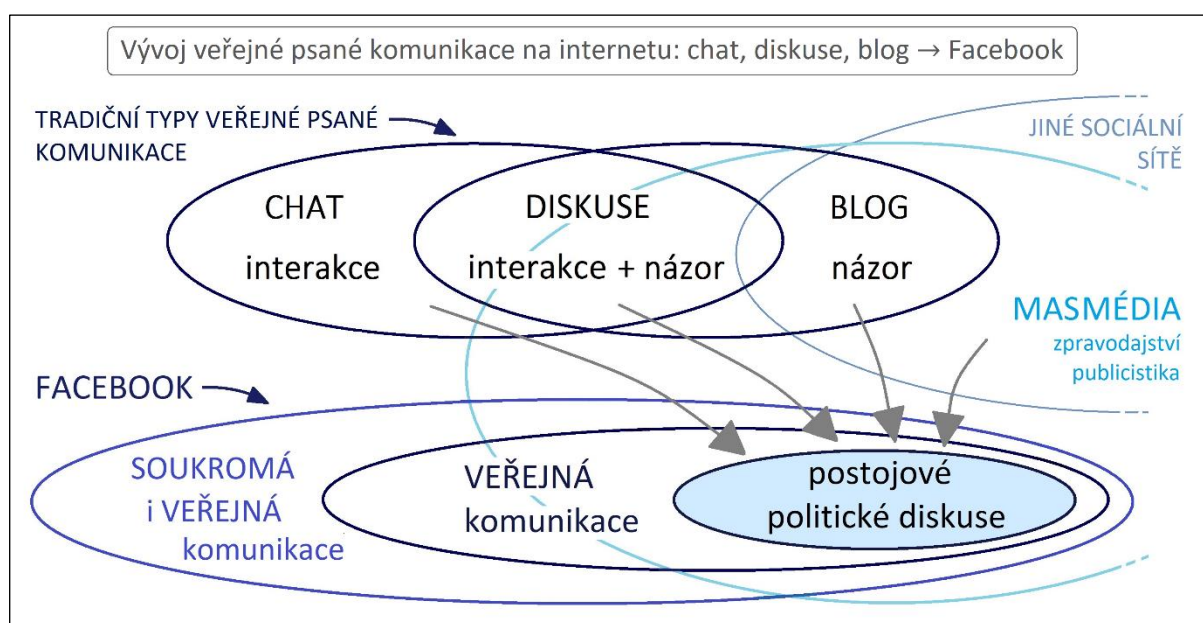 Vývoj veřejné psané komunikace na internetu: chat, diskuse, blog → Facebook
TRADIČNÍ TYPY VEŘEJNÉ PSANÉ
KOMUNIKACE
JINÉ SOCIÁLNÍ
SÍTĚ
CHAT
interakce
DISKUSE
interakce + názor
BLOG
názor
MASMÉDIA
zpravodajství
publicistika
FACEBOOK
SOUKROMÁ
i VEŘEJNÁ
komunikace
VEŘEJNÁ
komunikace
postojové
politické diskuse